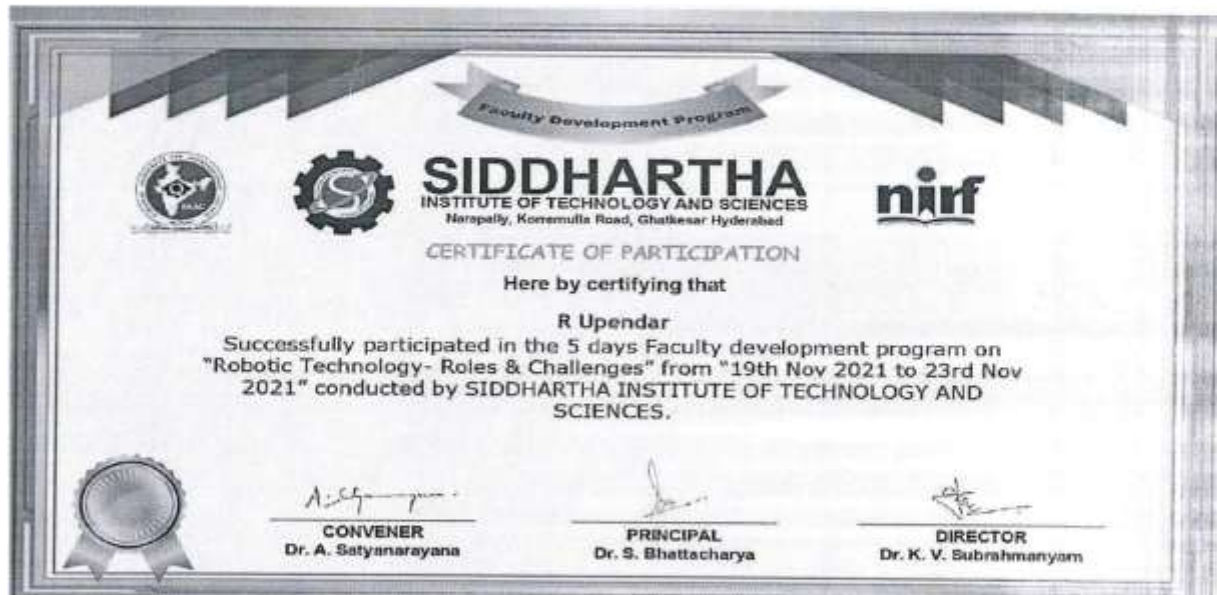 Faculty Development Program
SIDDHARTHA
INSTITUTE OF TECHNOLOGY AND SCIENCES
Narapally, Korremulla Road, Ghatkesar Hyderabad
nirf
CERTIFICATE OF PARTICIPATION
Here by certifying that
R Upendar
Successfully participated in the 5 days Faculty development program on
"Robotic Technology- Roles & Challenges" from "19th Nov 2021 to 23rd Nov
2021" conducted by SIDDHARTHA INSTITUTE OF TECHNOLOGY AND
SCIENCES.
CONVENER
Dr. A. Satyanarayana
PRINCIPAL
Dr. S. Bhattacharya
DIRECTOR
Dr. K. V. Subrahmanyam